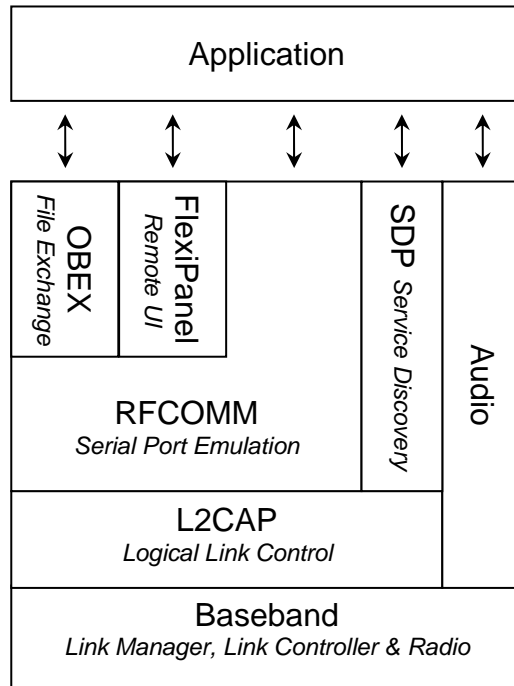 Application
OBEX
File Exchange
FlexiPanel
Remote UI
SDP Service Discovery
Audio
RFCOMM
Serial Port Emulation
L2CAP
Logical Link Control
Baseband
Link Manager, Link Controller & Radio